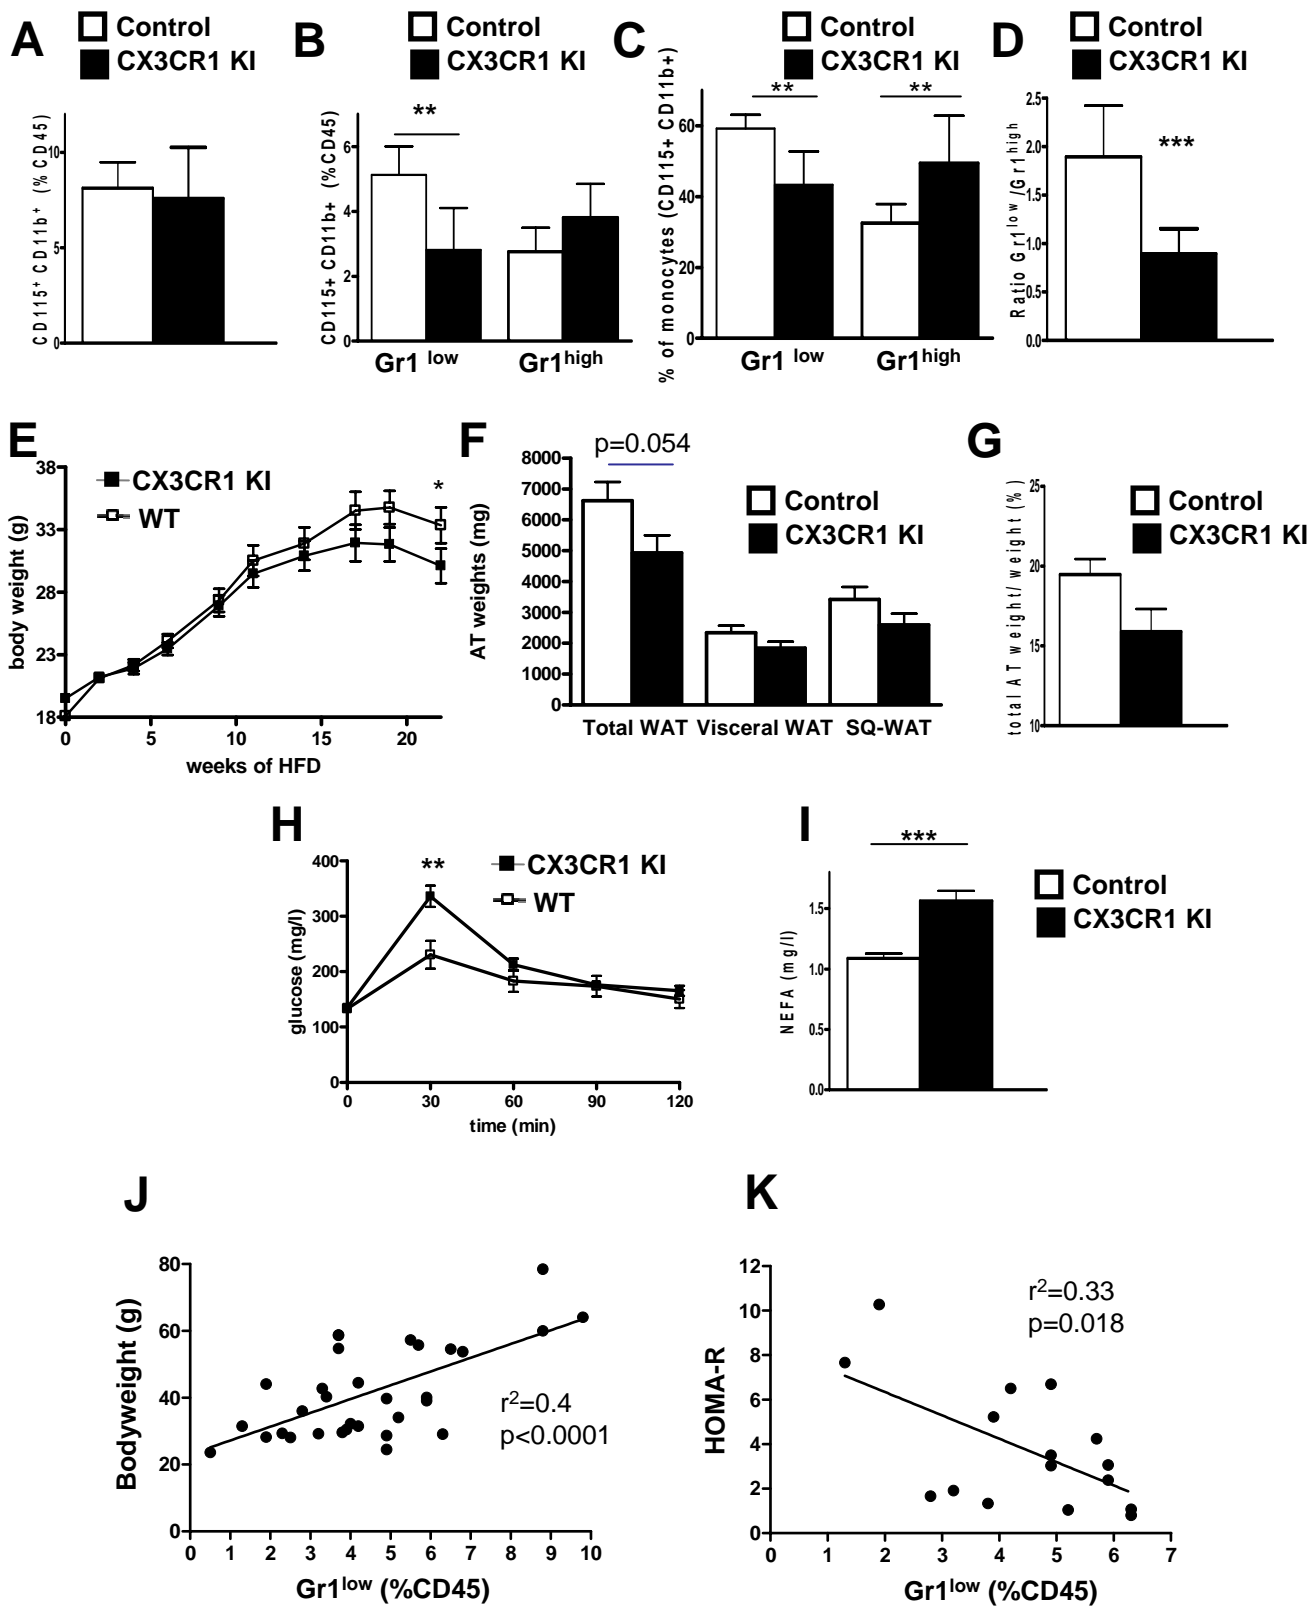 A
Control
CX3CR1 KI
CD115+ CD11b+ (% CD45)
10
5
0
B
Control
CX3CR1 KI
CD115+ CD11b+ (%CD45)
**
6
4
2
0
Gr1 low
Gr1high
C
Control
CX3CR1 KI
% of monocytes (CD115+ CD11b+)
**
**
60
40
20
0
Gr1 low
Gr1high
D
Control
CX3CR1 KI
Ratio Gr1low/Gr1high
2.5
2.0
1.5
1.0
0.5
0.0
***
E
CX3CR1 KI
WT
*
body weight (g)
38
33
28
23
18
0 5 10 15 20
weeks of HFD
F
p=0.054
Control
CX3CR1 KI
AT weights (mg)
8000
7000
6000
5000
4000
3000
2000
1000
0
Total WAT Visceral WAT SQ-WAT
G
Control
CX3CR1 KI
total AT weight/ weight (%)
25
20
15
10
H
**
CX3CR1 KI
WT
glucose (mg/l)
400
300
200
100
0
0 30 60 90 120
time (min)
I
***
Control
CX3CR1 KI
NEFA (mg/l)
1.5
1.0
0.5
0.0
J
Bodyweight (g)
80
60
40
20
0
r2=0.4
p<0.0001
0 1 2 3 4 5 6 7 8 9 10
Gr1low (%CD45)
K
HOMA-R
12
10
8
6
4
2
0
r2=0.33
p=0.018
0 1 2 3 4 5 6 7
Gr1low (%CD45)